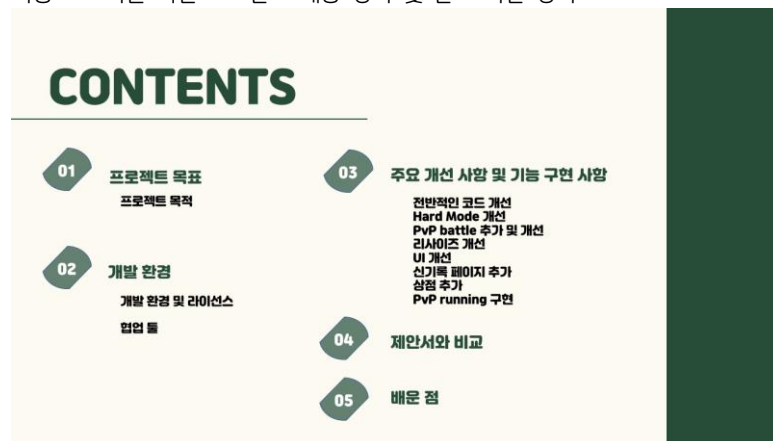 CONTENTS
01
프로젝트 목표
프로젝트 목적
02
개발 환경
개발 환경 및 라이선스
협업 툴
03
주요 개선 사항 및 기능 구현 사항
전반적인 코드 개선
Hard Mode 개선
PvP battle 추가 및 개선
리사이즈 개선
UI 개선
신기록 페이지 추가
상점 추가
PvP running 구현
04
제안서와 비교
05
배운 점